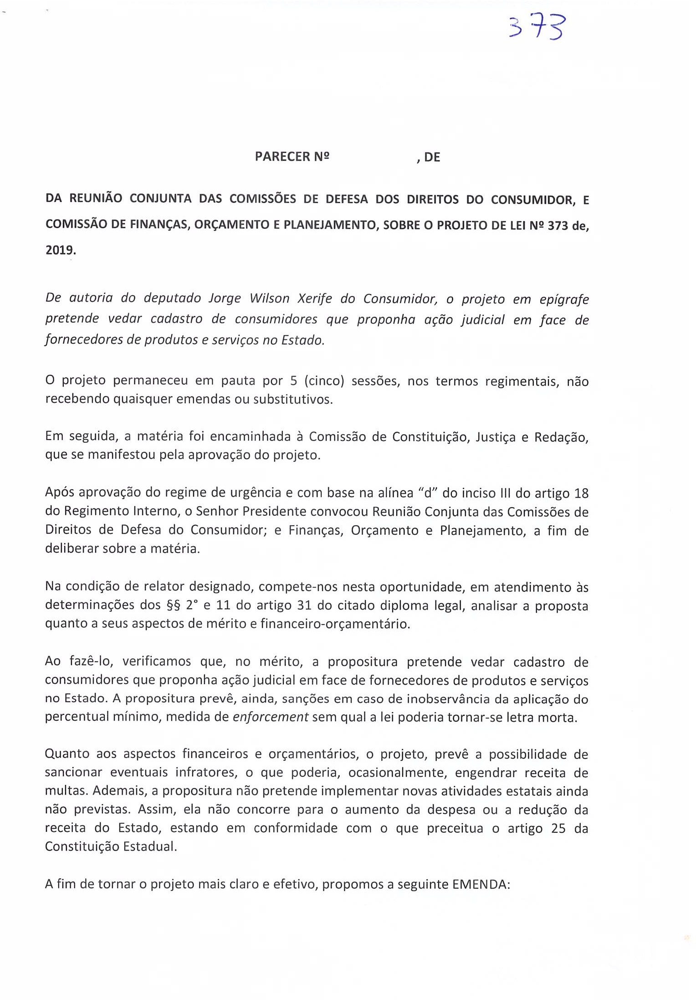 373
PARECER Nº , DE
DA REUNIÃO CONJUNTA DAS COMISSÕES DE DEFESA DOS DIREITOS DO CONSUMIDOR, E
COMISSÃO DE FINANÇAS, ORÇAMENTO E PLANEJAMENTO, SOBRE O PROJETO DE LEI Nº 373 de,
2019.
De autoria do deputado Jorge Wilson Xerife do Consumidor, o projeto em epígrafe
pretende vedar cadastro de consumidores que proponha ação judicial em face de
fornecedores de produtos e serviços no Estado.
O projeto permaneceu em pauta por 5 (cinco) sessões, nos termos regimentais, não
recebendo quaisquer emendas ou substitutivos.
Em seguida, a matéria foi encaminhada à Comissão de Constituição, Justiça e Redação,
que se manifestou pela aprovação do projeto.
Após aprovação do regime de urgência e com base na alínea “d” do inciso III do artigo 18
do Regimento Interno, o Senhor Presidente convocou Reunião Conjunta das Comissões de
Direitos de Defesa do Consumidor; e Finanças, Orçamento e Planejamento, a fim de
deliberar sobre a matéria.
Na condição de relator designado, compete-nos nesta oportunidade, em atendimento às
determinações dos §§ 2° e 11 do artigo 31 do citado diploma legal, analisar a proposta
quanto a seus aspectos de mérito e financeiro-orçamentário.
Ao fazê-lo, verificamos que, no mérito, a propositura pretende vedar cadastro de
consumidores que proponha ação judicial em face de fornecedores de produtos e serviços
no Estado. A propositura prevê, ainda, sanções em caso de inobservância da aplicação do
percentual mínimo, medida de enforcement sem qual a lei poderia tornar-se letra morta.
Quanto aos aspectos financeiros e orçamentários, o projeto, prevê a possibilidade de
sancionar eventuais infratores, o que poderia, ocasionalmente, engendrar receita de
multas. Ademais, a propositura não pretende implementar novas atividades estatais ainda
não previstas. Assim, ela não concorre para o aumento da despesa ou a redução da
receita do Estado, estando em conformidade com o que preceitua o artigo 25 da
Constituição Estadual.
A fim de tornar o projeto mais claro e efetivo, propomos a seguinte EMENDA: